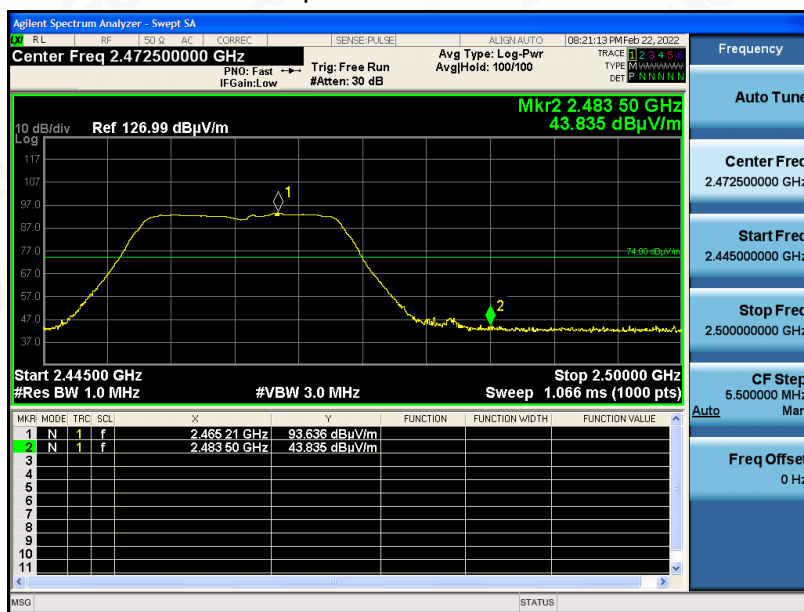 Agilent Spectrum Analyzer - Swept SA
LXI RL RF 50 Ω AC CORREC SENSE:PULSE ALIGN AUTO 08:21:13 PM Feb 22, 2022
Center Freq 2.472500000 GHz
PNO: Fast
IFGain:Low
Trig: Free Run
#Atten: 30 dB
Avg Type: Log-Pwr
Avg|Hold: 100/100
TRACE 1 2 3 4 5 6
TYPE M WWWWW
DET P N N N N N
Mkr2 2.483 50 GHz
43.835 dBµV/m
10 dB/div Ref 126.99 dBµV/m
Log
117
107
97.0
87.0
77.0
67.0
57.0
47.0
37.0
1
74.00 dBµV/m
2
Start 2.44500 GHz Stop 2.50000 GHz
#Res BW 1.0 MHz #VBW 3.0 MHz Sweep 1.066 ms (1000 pts)
MKR MODE TRC SCL X Y FUNCTION FUNCTION WIDTH FUNCTION VALUE
1 N 1 f 2.465 21 GHz 93.636 dBµV/m
2 N 1 f 2.483 50 GHz 43.835 dBµV/m
3
4
5
6
7
8
9
10
11
MSG STATUS
Frequency
Auto Tune
Center Freq
2.472500000 GHz
Start Freq
2.445000000 GHz
Stop Freq
2.500000000 GHz
CF Step
5.500000 MHz
Auto Man
Freq Offset
0 Hz